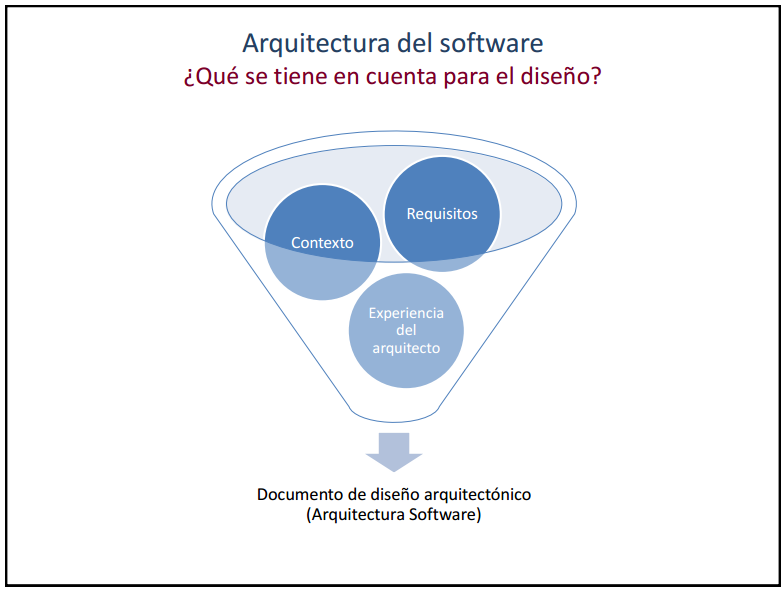 Arquitectura del software
¿Qué se tiene en cuenta para el diseño?
Requisitos
Contexto
Experiencia
del
arquitecto
Documento de diseño arquitectónico
(Arquitectura Software)